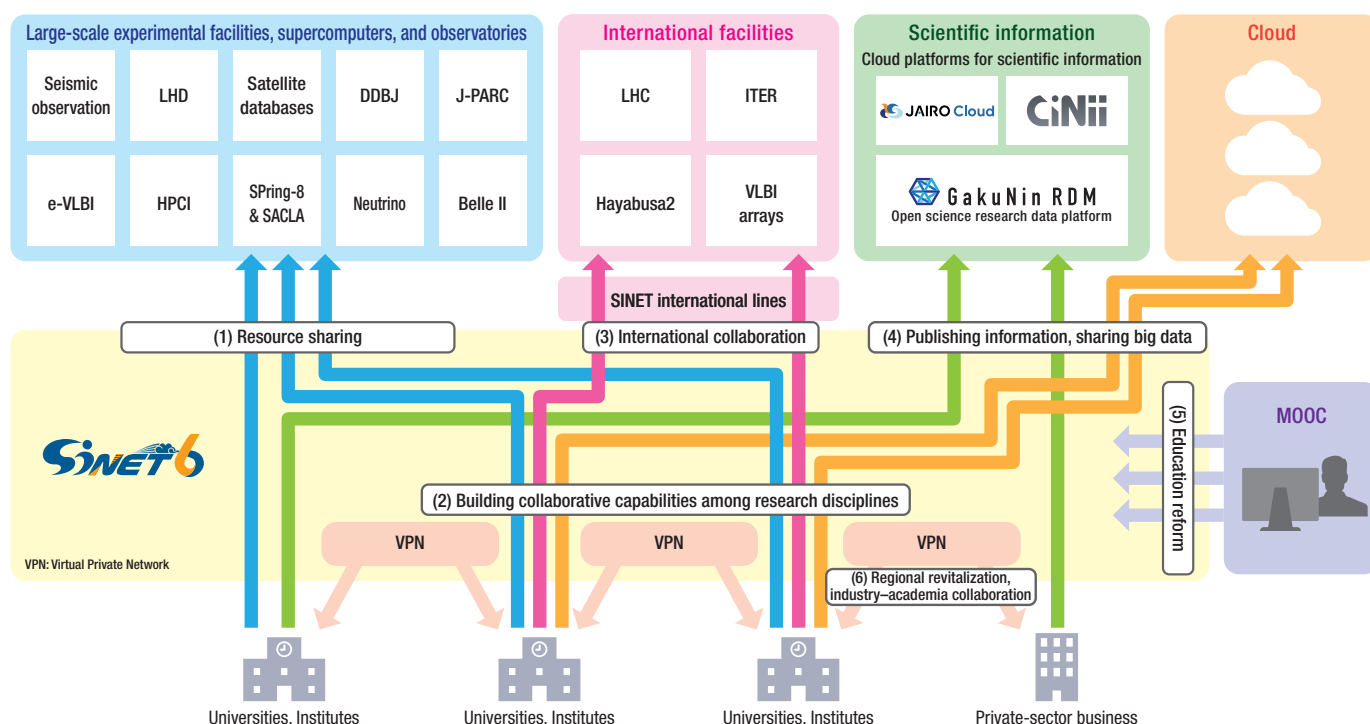 Large-scale experimental facilities, supercomputers, and observatories
Seismic
observation
LHD
Satellite
databases
DDBJ
J-PARC
e-VLBI
HPCI
SPring-8
& SACLA
Neutrino
Belle II
International facilities
LHC
ITER
Hayabusa2
VLBI
arrays
SINET international lines
Scientific information
Cloud platforms for scientific information
JAIRO Cloud
CiNii
GakuNin RDM
Open science research data platform
Cloud
(1) Resource sharing
(3) International collaboration
(4) Publishing information, sharing big data
SINET6
(5) Education reform
MOOC
(2) Building collaborative capabilities among research disciplines
VPN
VPN
VPN
VPN: Virtual Private Network
(6) Regional revitalization,
industry–academia collaboration
Universities, Institutes
Universities, Institutes
Universities, Institutes
Private-sector business